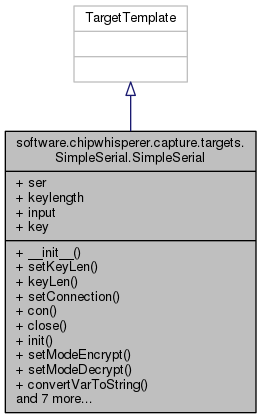 TargetTemplate
software.chipwhisperer.capture.targets.
SimpleSerial.SimpleSerial
+ ser
+ keylength
+ input
+ key
+ __init__()
+ setKeyLen()
+ keyLen()
+ setConnection()
+ con()
+ close()
+ init()
+ setModeEncrypt()
+ setModeDecrypt()
+ convertVarToString()
and 7 more...